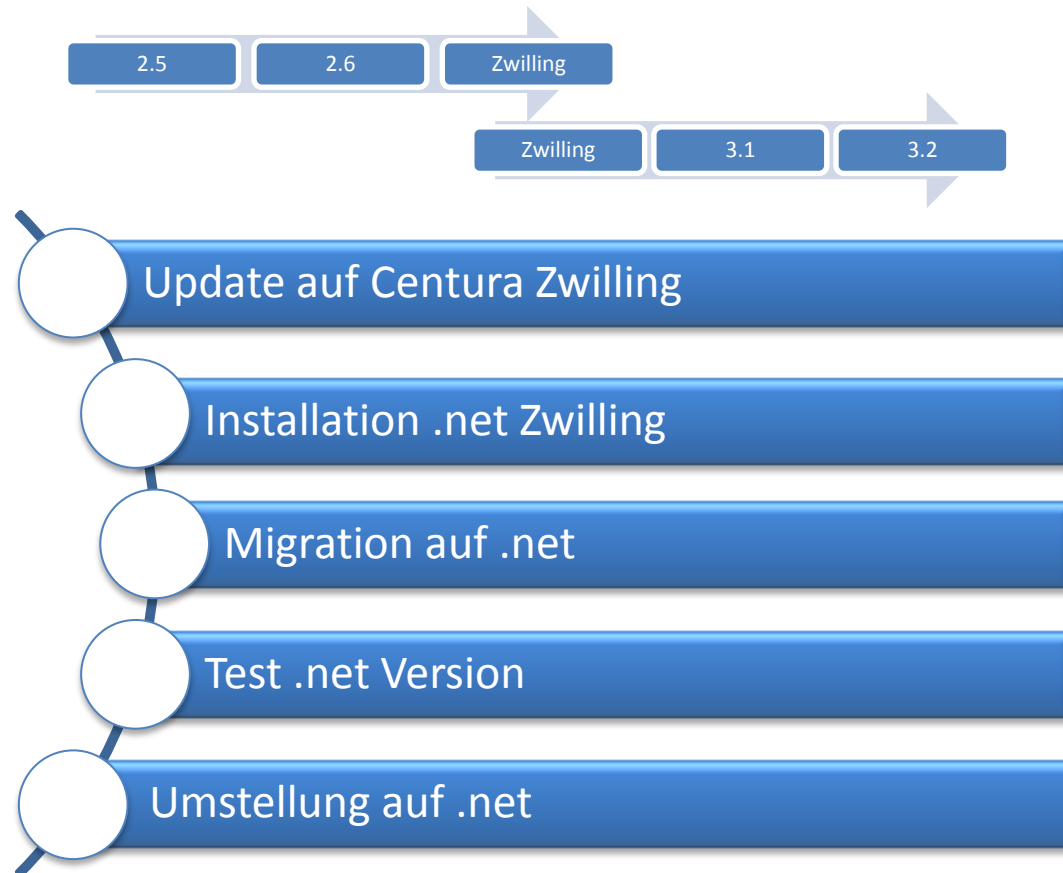 2.5 2.6 Zwilling
Zwilling 3.1 3.2
Update auf Centura Zwilling
Installation .net Zwilling
Migration auf .net
Test .net Version
Umstellung auf .net